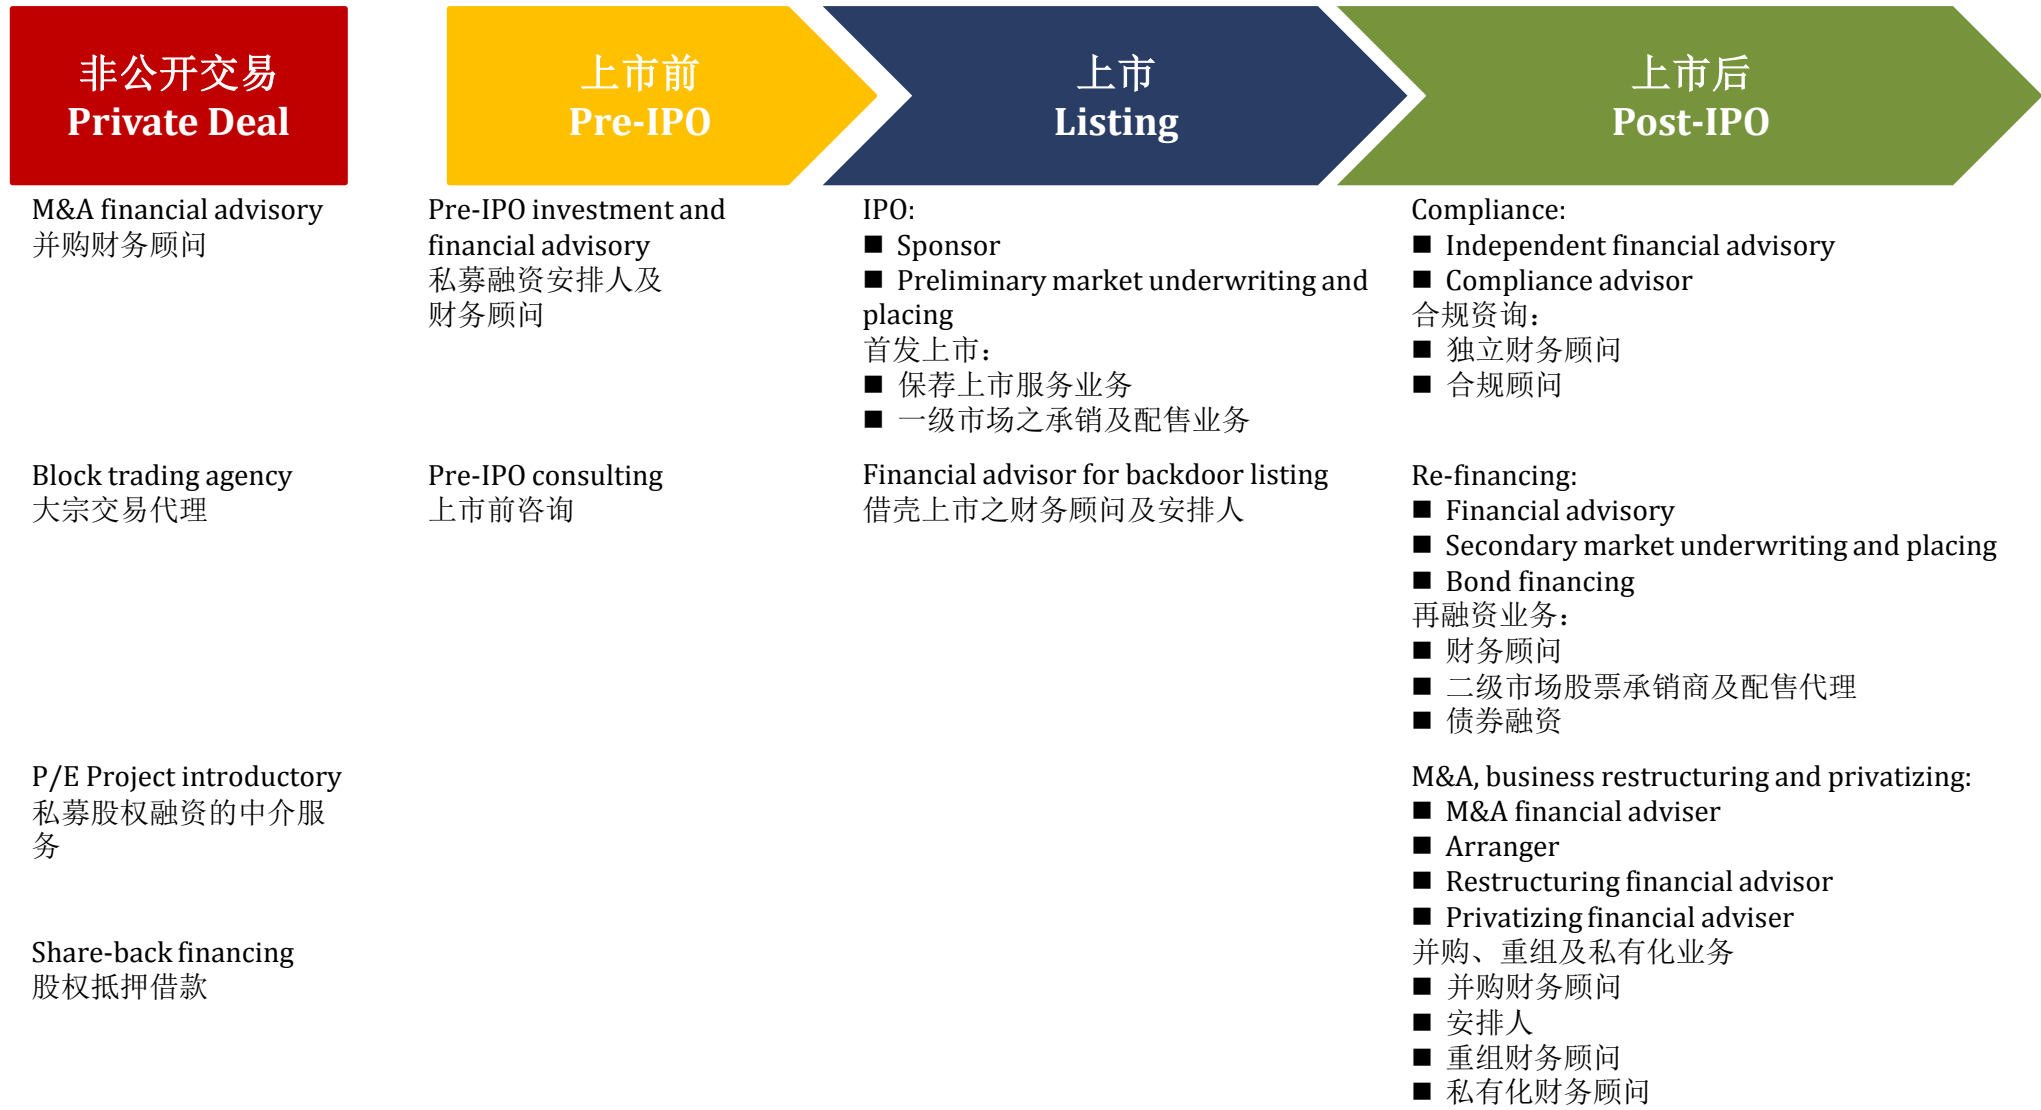 非公开交易
Private Deal
上市前
Pre-IPO
上市
Listing
上市后
Post-IPO
M&A financial advisory
并购财务顾问
Block trading agency
大宗交易代理
P/E Project introductory
私募股权融资的中介服
务
Share-back financing
股权抵押借款
Pre-IPO investment and
financial advisory
私募融资安排人及
财务顾问
Pre-IPO consulting
上市前咨询
IPO:
■ Sponsor
■ Preliminary market underwriting and
placing
首发上市：
■ 保荐上市服务业务
■ 一级市场之承销及配售业务
Financial advisor for backdoor listing
借壳上市之财务顾问及安排人
Compliance:
■ Independent financial advisory
■ Compliance advisor
合规资询：
■ 独立财务顾问
■ 合规顾问
Re-financing:
■ Financial advisory
■ Secondary market underwriting and placing
■ Bond financing
再融资业务：
■ 财务顾问
■ 二级市场股票承销商及配售代理
■ 债券融资
M&A, business restructuring and privatizing:
■ M&A financial adviser
■ Arranger
■ Restructuring financial advisor
■ Privatizing financial adviser
并购、重组及私有化业务
■ 并购财务顾问
■ 安排人
■ 重组财务顾问
■ 私有化财务顾问